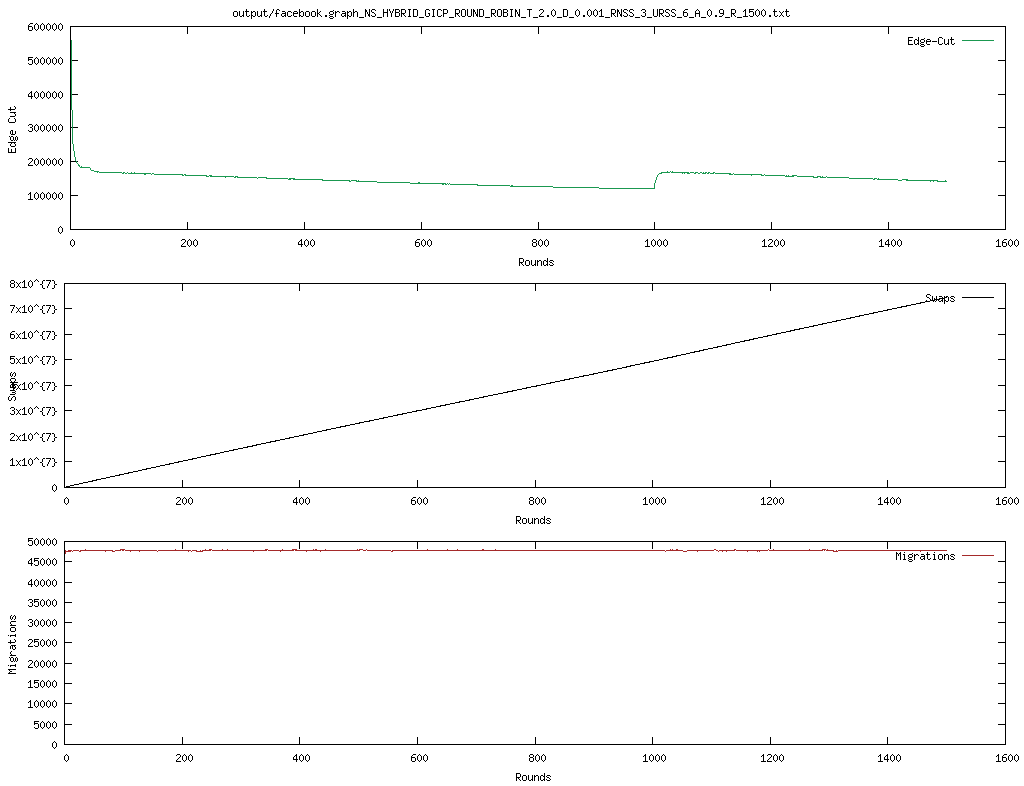 output/facebook.graph_NS_HYBRID_GICP_ROUND_ROBIN_T_2.0_D_0.001_RNSS_3_URSS_6_A_0.9_R_1500.txt
600000
500000
400000
300000
200000
100000
0
Edge Cut
Edge-Cut
0 200 400 600 800 1000 1200 1400 1600
Rounds
8x10^{7}
7x10^{7}
6x10^{7}
5x10^{7}
4x10^{7}
3x10^{7}
2x10^{7}
1x10^{7}
0
Swaps
Swaps
0 200 400 600 800 1000 1200 1400 1600
Rounds
50000
45000
40000
35000
30000
25000
20000
15000
10000
5000
0
Migrations
Migrations
0 200 400 600 800 1000 1200 1400 1600
Rounds